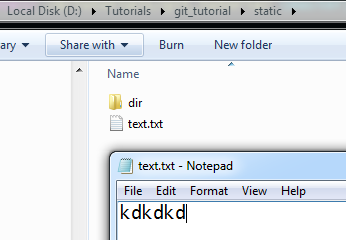 Local Disk (D:) Tutorials git_tutorial static
ary Share with Burn New folder
Name
dir
text.txt
text.txt - Notepad
File Edit Format View Help
kdkdkd